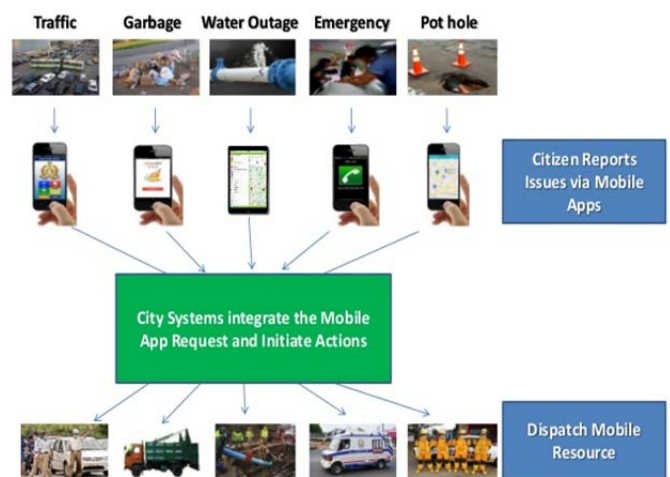 Traffic
Garbage
Water Outage
Emergency
Pot hole
Citizen Reports
Issues via Mobile
Apps
City Systems integrate the Mobile
App Request and Initiate Actions
Dispatch Mobile
Resource